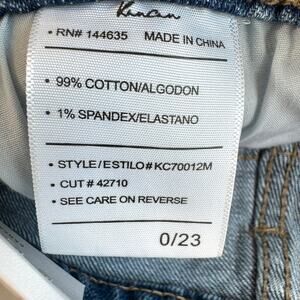 • RN# 144635 MADE IN CHINA
• 99% COTTON/ALGODON
• 1% SPANDEX/ELASTANO
• STYLE/ESTILO#KC70012M
• CUT # 42710
• SEE CARE ON REVERSE
0/23